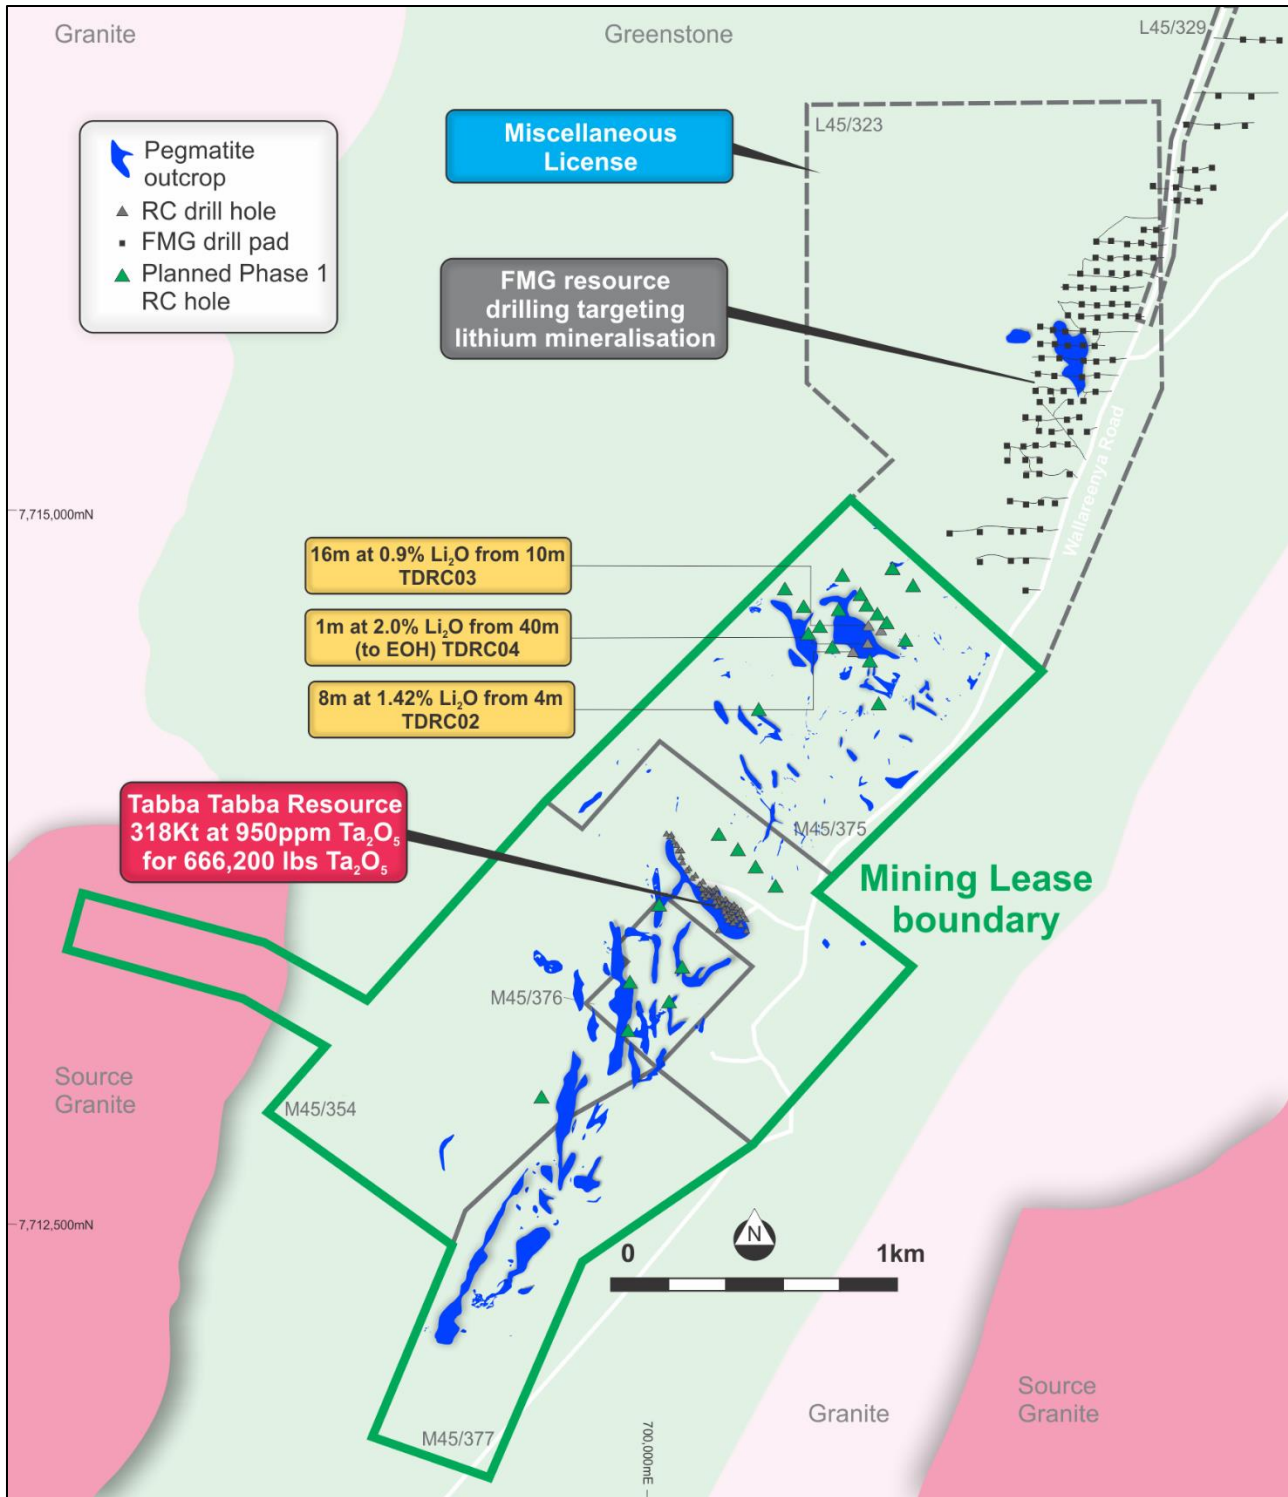 Granite
Greenstone
L45/329
Pegmatite
outcrop
RC drill hole
FMG drill pad
Planned Phase 1
RC hole
Miscellaneous
License
L45/323
FMG resource
drilling targeting
lithium mineralisation
Wallareenya Road
7,715,000mN
16m at 0.9% Li₂O from 10m
TDRC03
1m at 2.0% Li₂O from 40m
(to EOH) TDRC04
8m at 1.42% Li₂O from 4m
TDRC02
Tabba Tabba Resource
318Kt at 950ppm Ta₂O₅
for 666,200 lbs Ta₂O₅
M45/375
Mining Lease
boundary
M45/376
Source
Granite
M45/354
7,712,500mN
N
0
1km
Source
Granite
Granite
M45/377
700,000mE